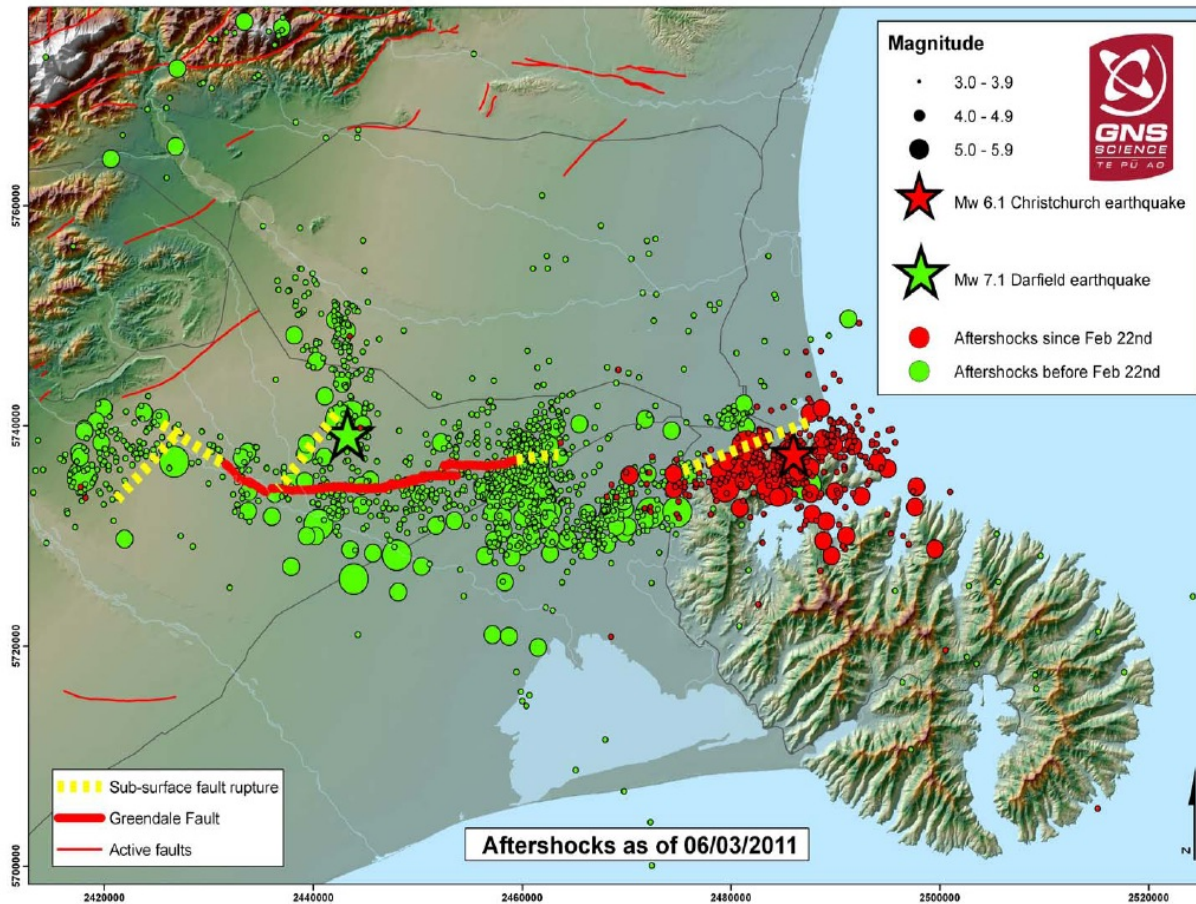 Magnitude
3.0 - 3.9
4.0 - 4.9
5.0 - 5.9
GNS
SCIENCE
TE PŪ AO
Mw 6.1 Christchurch earthquake
Mw 7.1 Darfield earthquake
Aftershocks since Feb 22nd
Aftershocks before Feb 22nd
5760000
5740000
5720000
5700000
Sub-surface fault rupture
Greendale Fault
Active faults
Aftershocks as of 06/03/2011
N
2420000
2440000
2460000
2480000
2500000
2520000